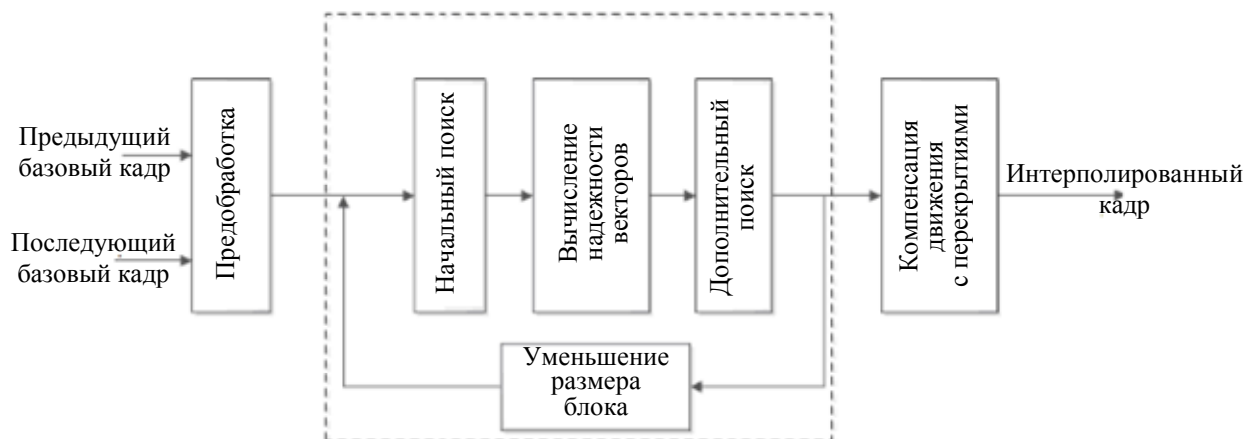 Предыдущий
базовый кадр
Последующий
базовый кадр
Предобработка
Начальный поиск
Вычисление
надежности
векторов
Дополнительный
поиск
Уменьшение
размера
блока
Компенсация
движения
с перекрытиями
Интерполированный
кадр